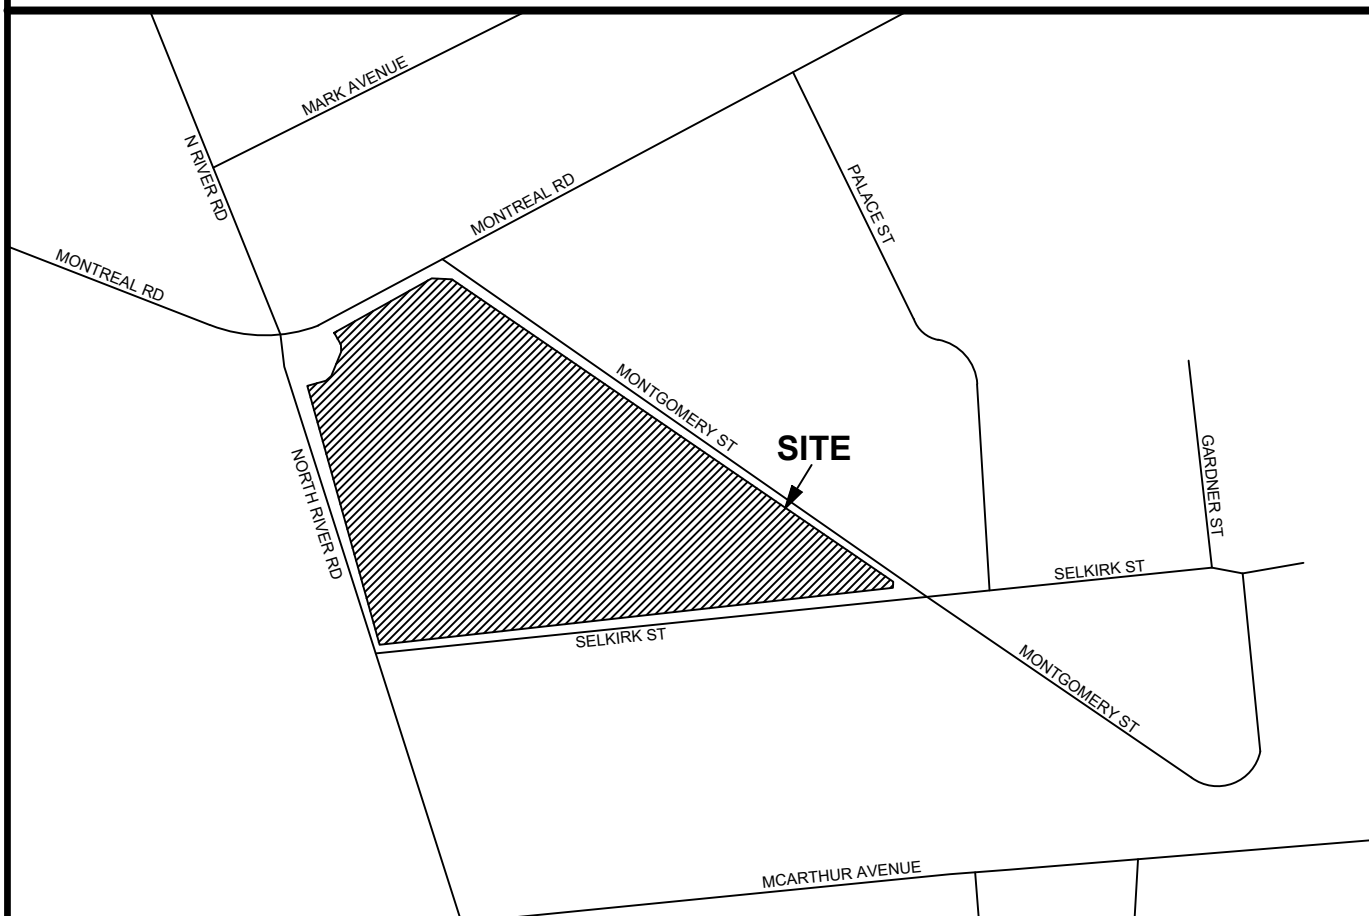 MARK AVENUE
N RIVER RD
MONTREAL RD
PALACE ST
MONTREAL RD
MONTGOMERY ST
SITE
GARDNER ST
NORTH RIVER RD
SELKIRK ST
SELKIRK ST
MONTGOMERY ST
MCARTHUR AVENUE